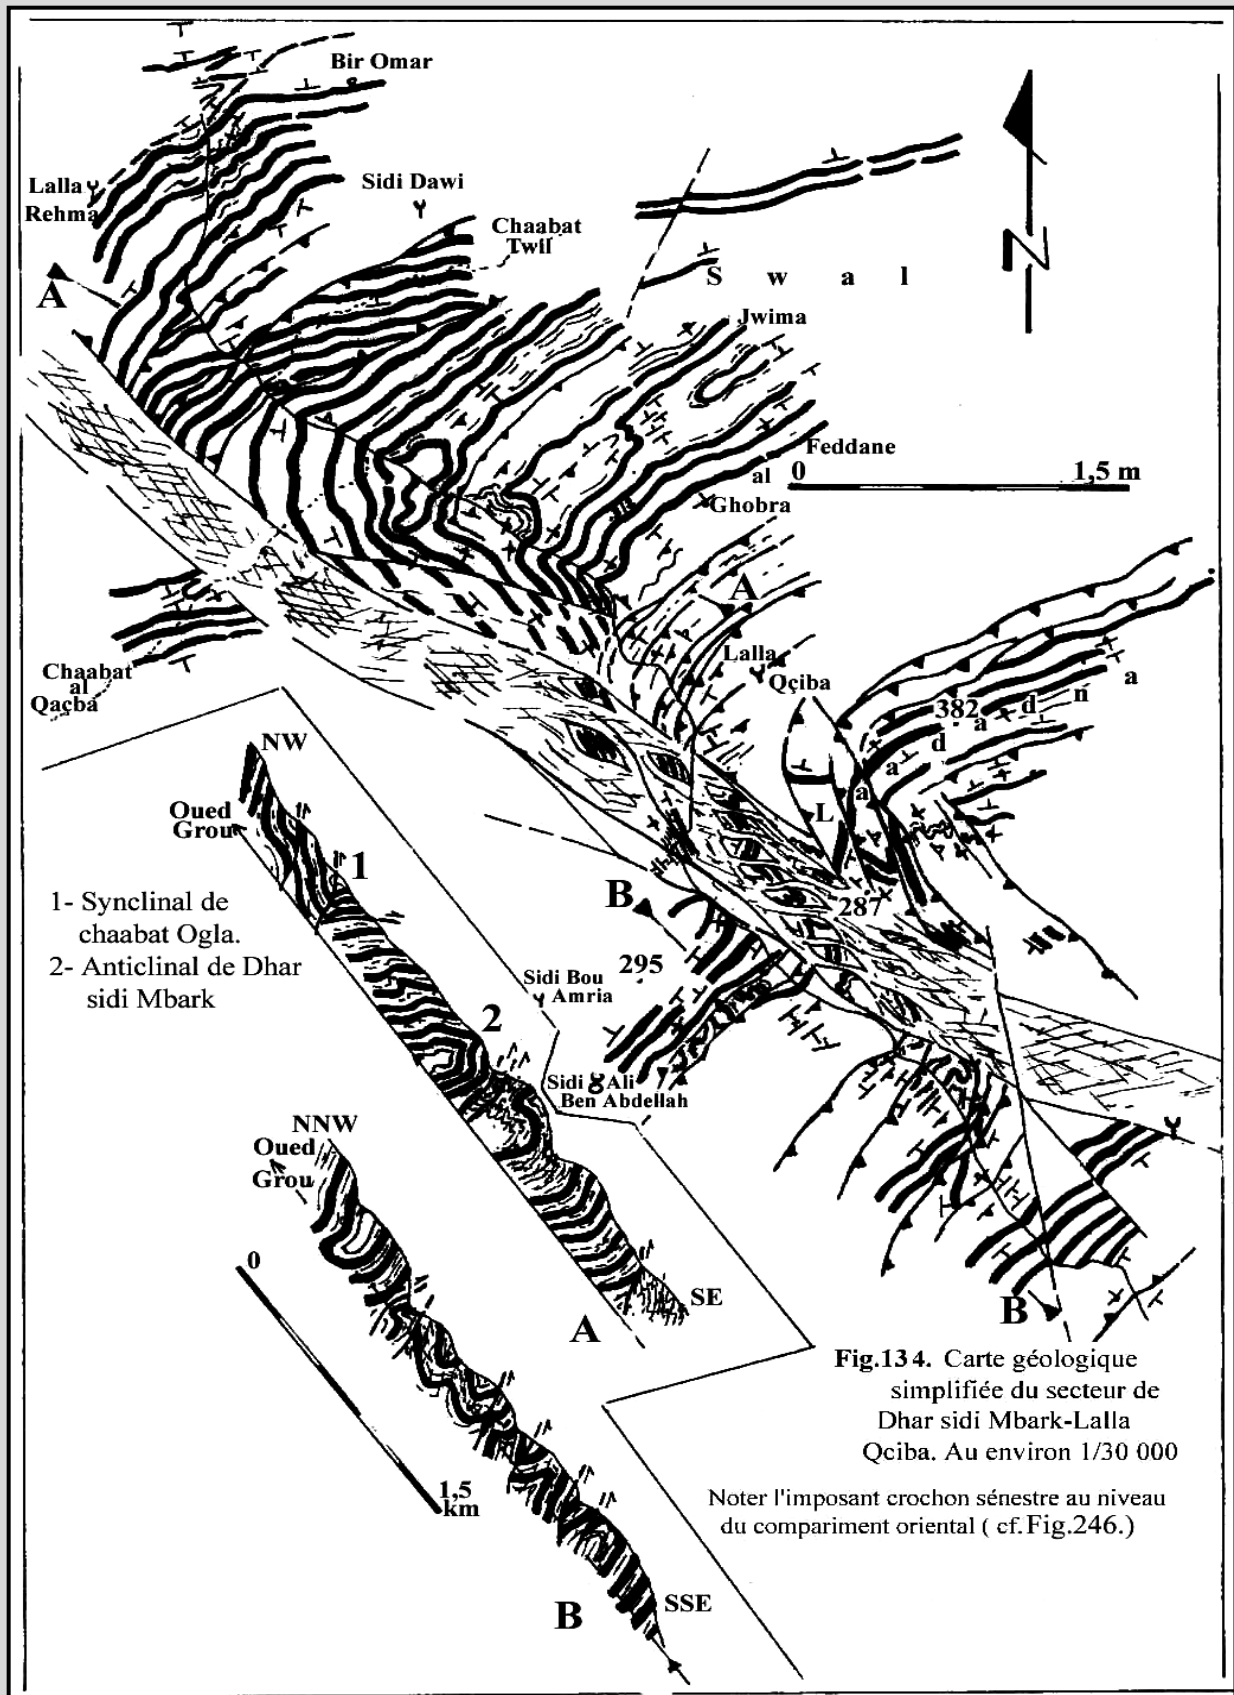 Bir Omar
Lalla
Rehma
Sidi Dawi
Chaabat
Twil
A
N
S w a l
Jwima
Feddane
al
Ghobra
0 1,5 m
A
Lalla
Qçiba
Chaabat
al
Qaçba
382
L a a d a d n a
287
B
295
Sidi Bou
Amria
Sidi Ali
Ben Abdellah
B
NW
Oued
Grou
1
2
1- Synclinal de
chaabat Ogla.
2- Anticlinal de Dhar
sidi Mbark
SE
A
NNW
Oued
Grou
0
1,5
km
B
SSE
Fig.134. Carte géologique
simplifiée du secteur de
Dhar sidi Mbark-Lalla
Qciba. Au environ 1/30 000
Noter l'imposant crochon sénestre au niveau
du compariment oriental ( cf.Fig.246.)